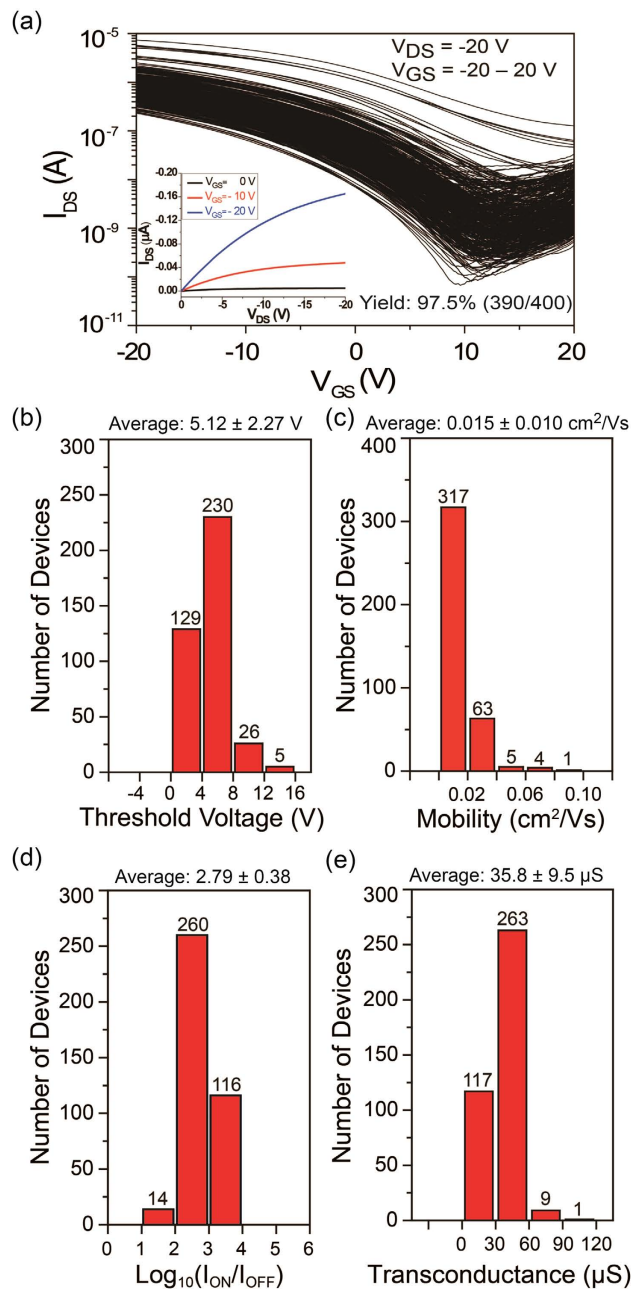 (a)
10⁻⁵
10⁻⁷
10⁻⁹
10⁻¹¹
I_DS (A)
V_DS = -20 V
V_GS = -20 – 20 V
-0.20
-0.16
-0.12
-0.08
-0.04
0.00
I_DS (µA)
V_GS= 0 V
V_GS= - 10 V
V_GS= - 20 V
0 -5 -10 -15 -20
V_DS (V)
Yield: 97.5% (390/400)
-20 -10 0 10 20
V_GS (V)
(b)
Average: 5.12 ± 2.27 V
300
250
200
150
100
50
0
Number of Devices
129
230
26
5
-4 0 4 8 12 16
Threshold Voltage (V)
(c)
Average: 0.015 ± 0.010 cm²/Vs
400
300
200
100
0
Number of Devices
317
63
5
4
1
0.02 0.06 0.10
Mobility (cm²/Vs)
(d)
Average: 2.79 ± 0.38
300
250
200
150
100
50
0
Number of Devices
14
260
116
0 1 2 3 4 5 6
Log₁₀(I_ON/I_OFF)
(e)
Average: 35.8 ± 9.5 µS
300
250
200
150
100
50
0
Number of Devices
117
263
9
1
0 30 60 90 120
Transconductance (µS)